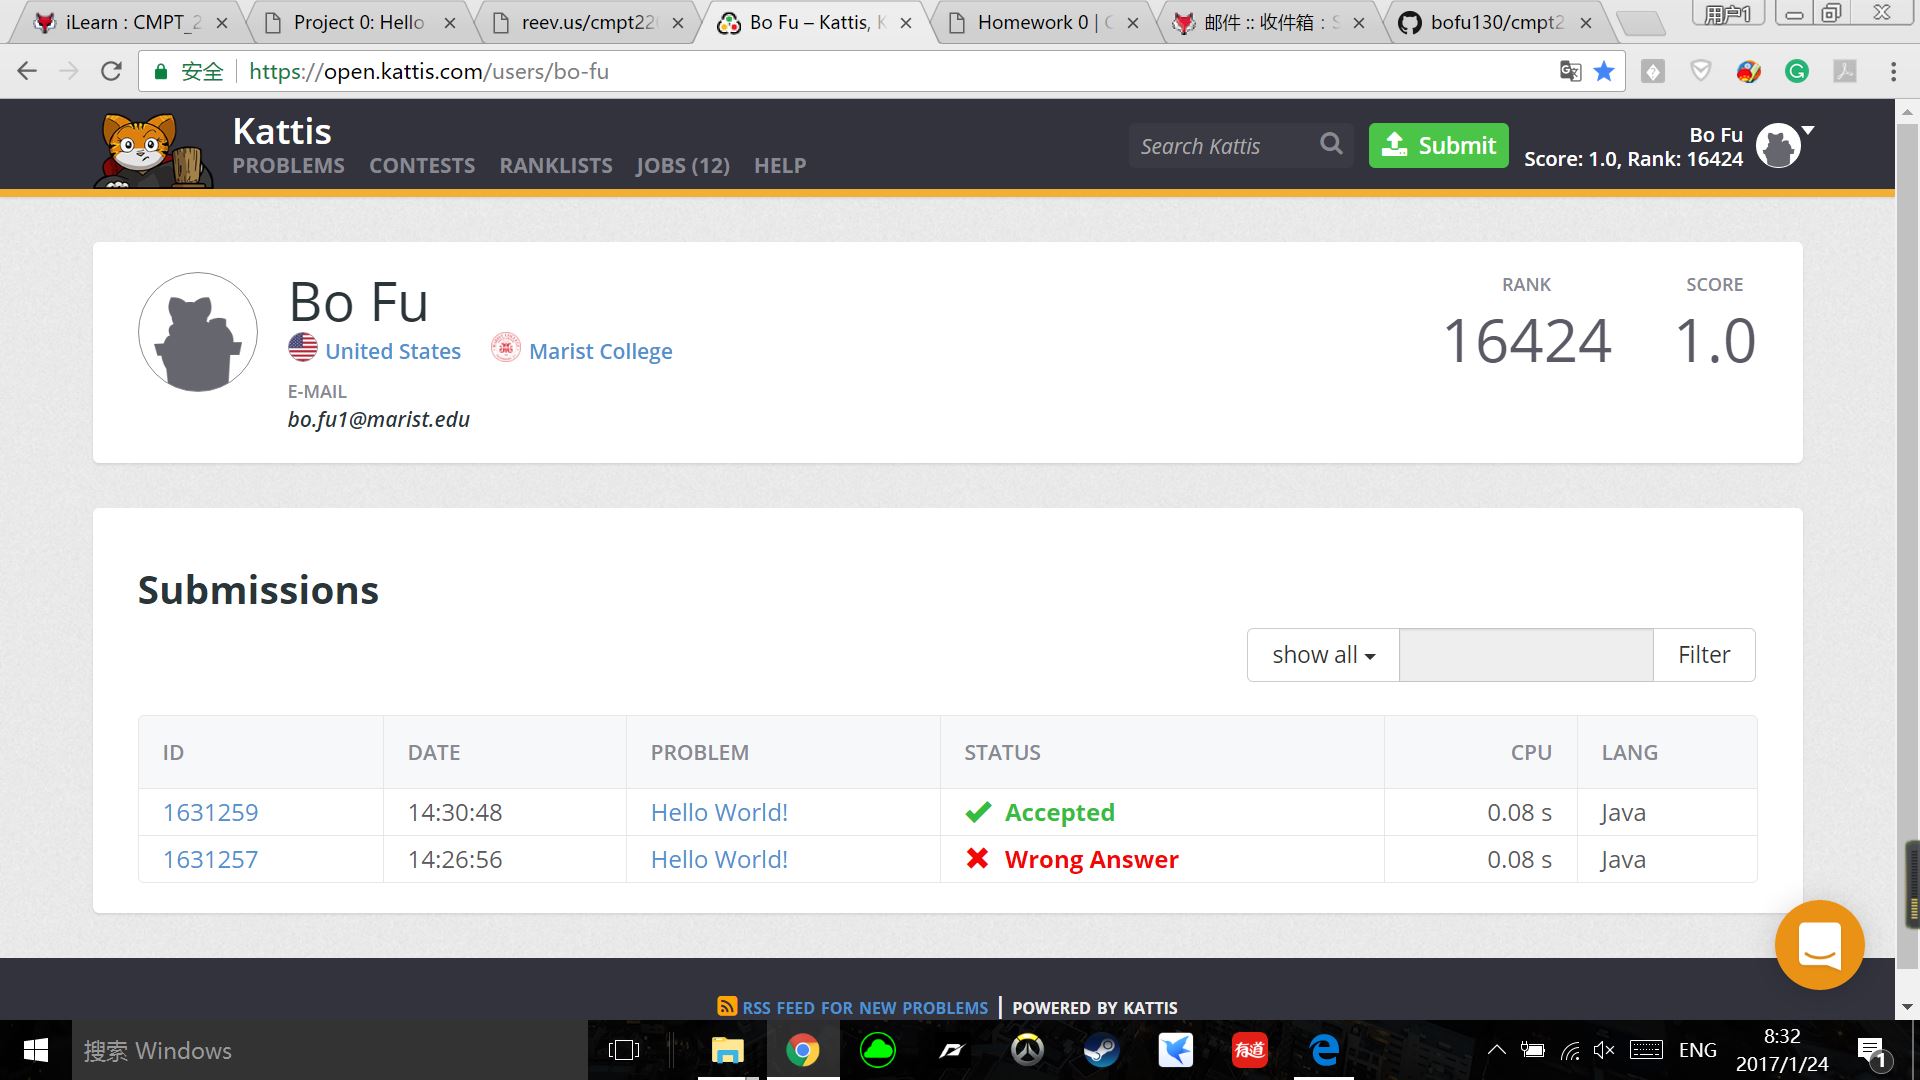 iLearn : CMPT_2
Project 0: Hello
reev.us/cmpt22
Bo Fu – Kattis, K
Homework 0 | C
邮件 :: 收件箱：S
bofu130/cmpt2
用户1
安全
https://open.kattis.com/users/bo-fu
Kattis
PROBLEMS CONTESTS RANKLISTS JOBS (12) HELP
Search Kattis
Submit
Bo Fu
Score: 1.0, Rank: 16424
Bo Fu
United States Marist College
E-MAIL
bo.fu1@marist.edu
RANK
16424
SCORE
1.0
Submissions
show all
Filter
ID DATE PROBLEM STATUS CPU LANG
1631259 14:30:48 Hello World! Accepted 0.08 s Java
1631257 14:26:56 Hello World! Wrong Answer 0.08 s Java
RSS FEED FOR NEW PROBLEMS | POWERED BY KATTIS
搜索 Windows
有道
ENG
8:32
2017/1/24
1